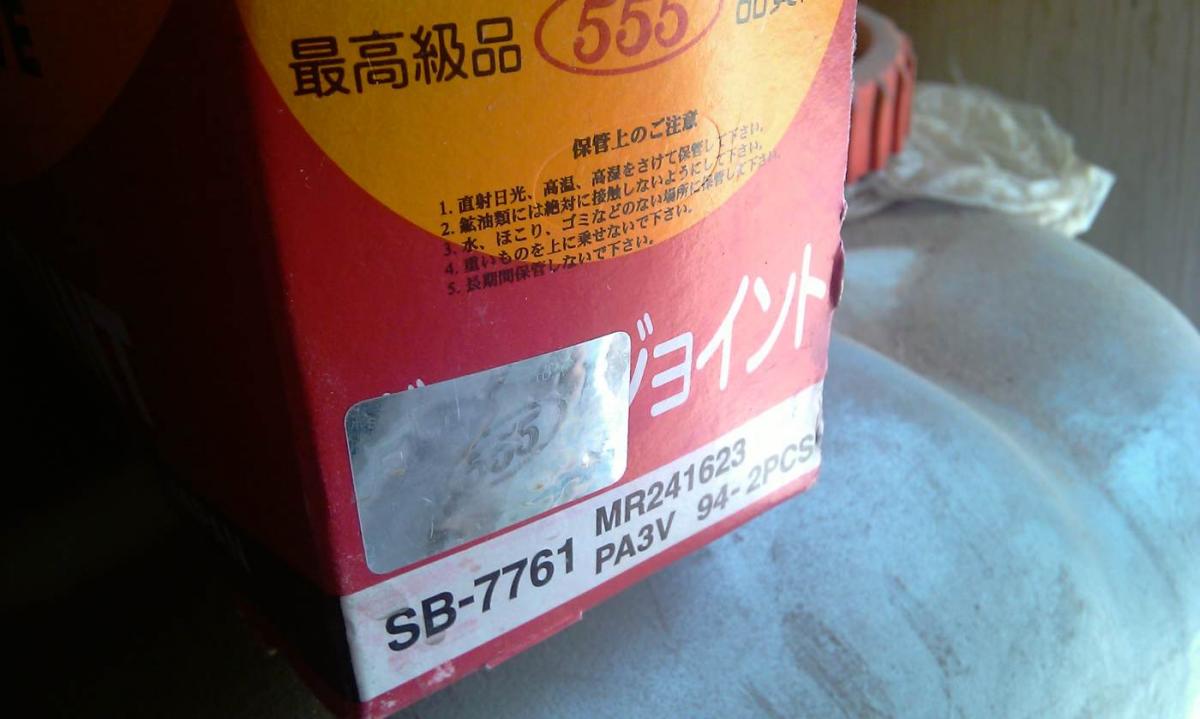 最高級品
555
保管上のご注意
1. 直射日光、高温、高湿をさけて保管して下さい。
2. 鉱油類には絶対に接触しないようにして下さい。
3. 水、ほこり、ゴミなどのない場所に保管して下さい。
4. 重いものを上に乗せないで下さい。
5. 長期間保管しないで下さい。
ジョイント
555
SB-7761
MR241623
PA3V 94- 2PCS